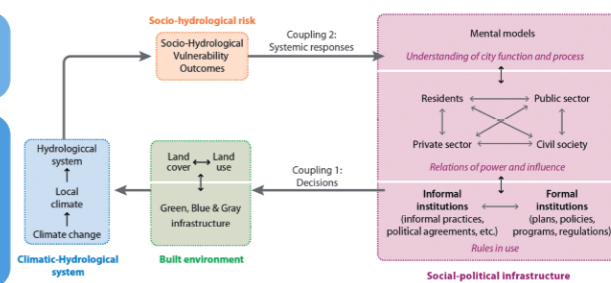 Socio-hydrological risk
Socio-Hydrological
Vulnerability
Outcomes
Coupling 2:
Systemic responses
Mental models
Understanding of city function and process
Residents
Public sector
Private sector
Civil society
Relations of power and influence
Informal
institutions
(informal practices,
political agreements, etc.)
Formal
institutions
(plans, policies,
programs, regulations)
Rules in use
Social-political infrastructure
Coupling 1:
Decisions
Land
cover
Land
use
Green, Blue & Gray
infrastructure
Built environment
Hydrologiccal
system
Local
climate
Climate change
Climatic-Hydrological
system